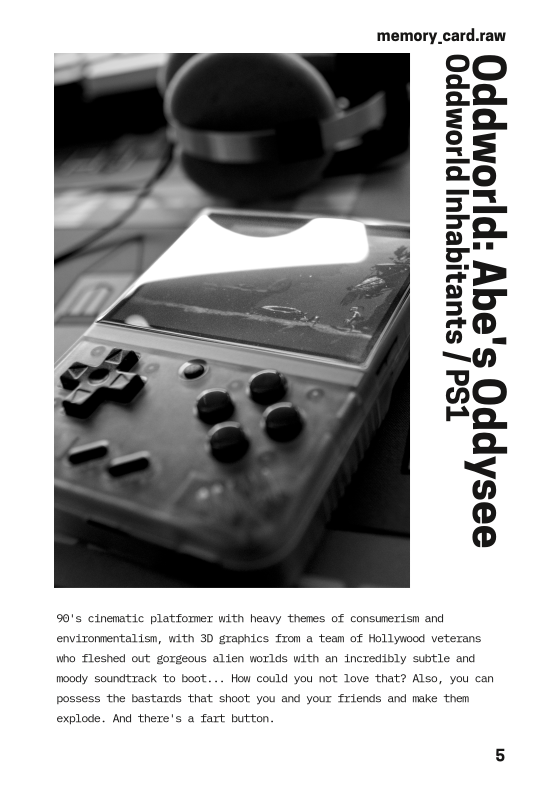 memory_card.raw
Oddworld: Abe's Oddysee
Oddworld Inhabitants / PS1
90's cinematic platformer with heavy themes of consumerism and
environmentalism, with 3D graphics from a team of Hollywood veterans
who fleshed out gorgeous alien worlds with an incredibly subtle and
moody soundtrack to boot... How could you not love that? Also, you can
possess the bastards that shoot you and your friends and make them
explode. And there's a fart button.
5